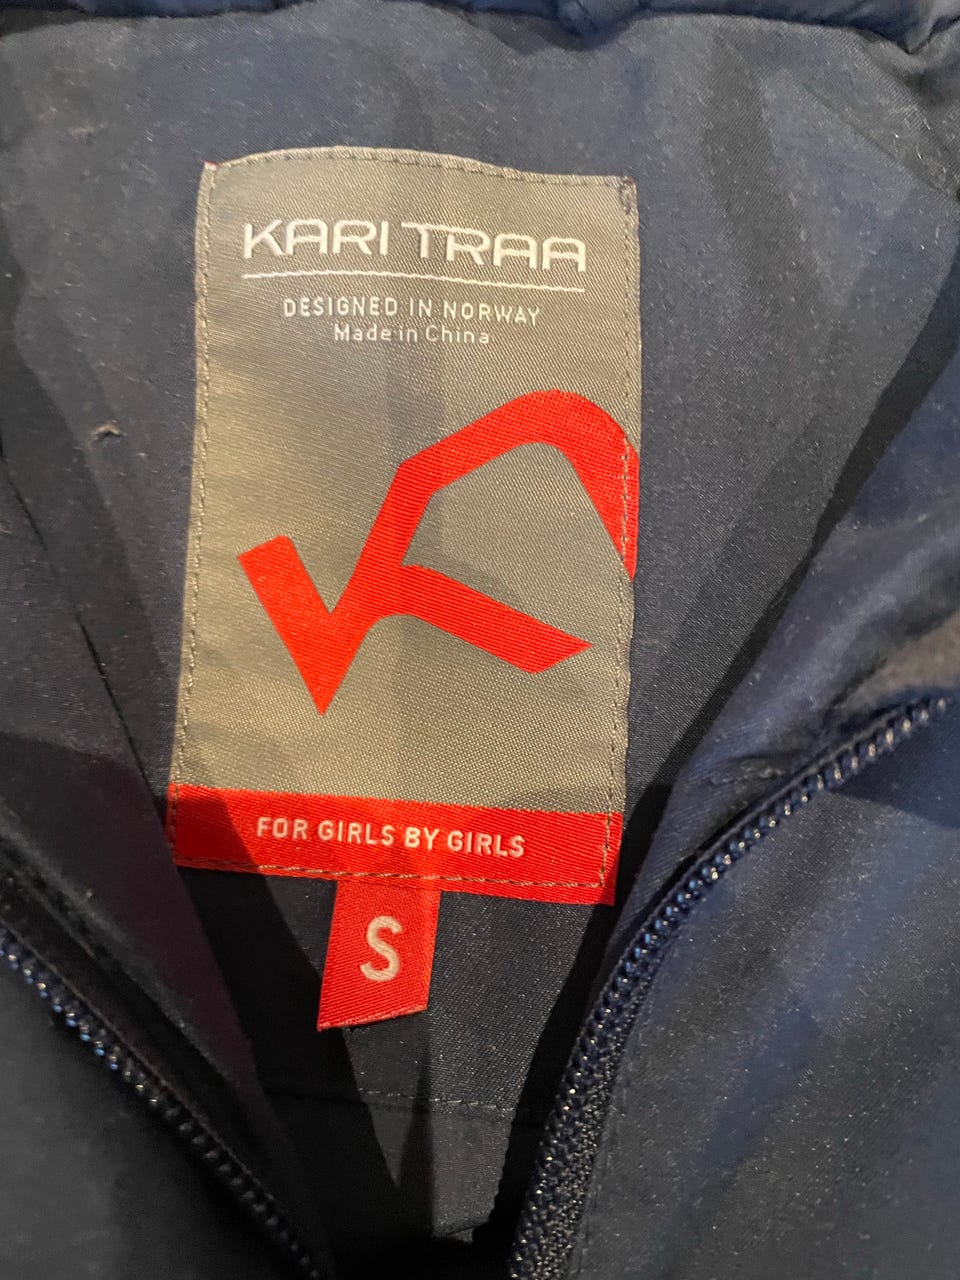 KARI TRAA
DESIGNED IN NORWAY
Made in China
FOR GIRLS BY GIRLS
S